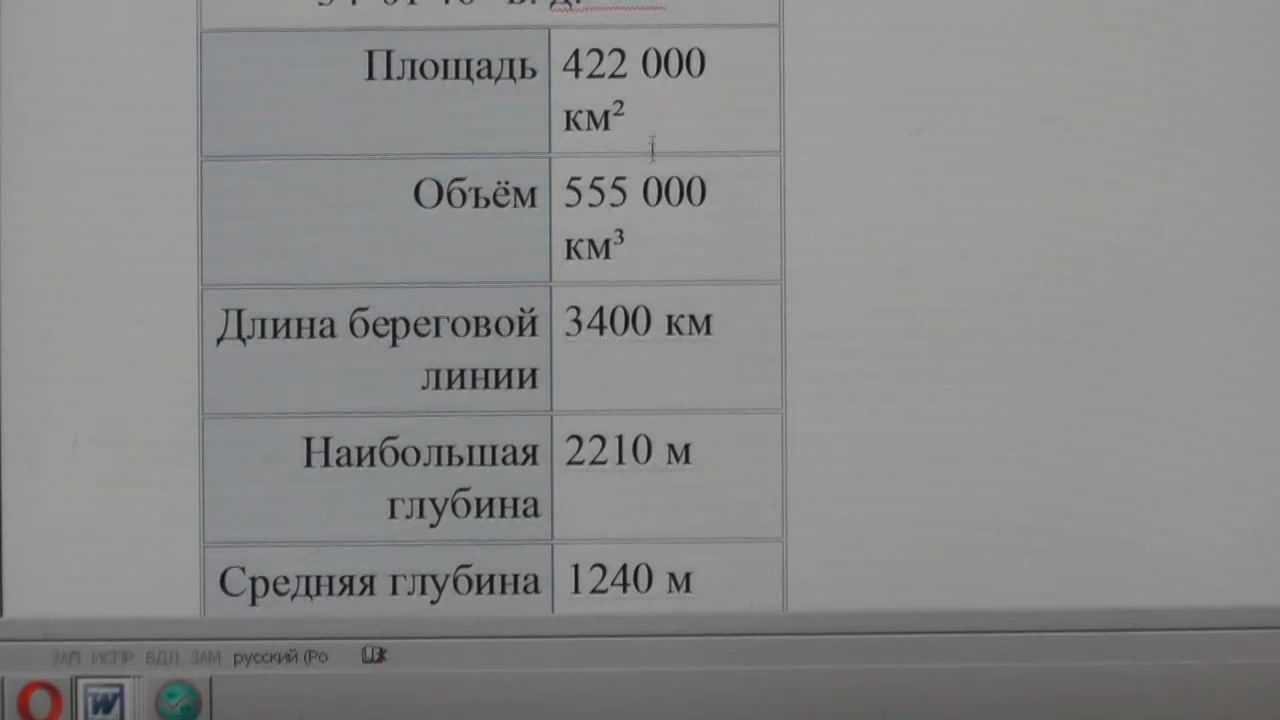 Площадь 422 000
км²
Объём 555 000
км³
Длина береговой 3400 км
линии
Наибольшая 2210 м
глубина
Средняя глубина 1240 м
ЗАП ИСПР ВДЛ ЗАМ русский (Ро
W